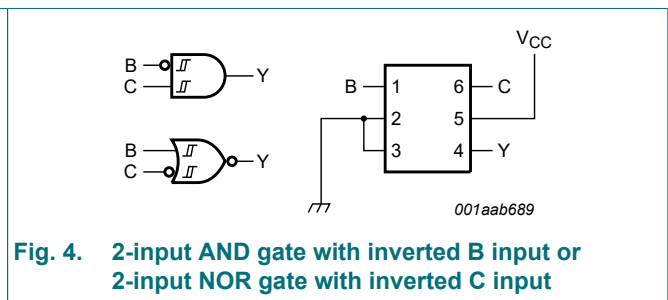 B
C
Y
B
C
Y
VCC
B 1 6 C
2 5
3 4 Y
001aab689
Fig. 4. 2-input AND gate with inverted B input or
2-input NOR gate with inverted C input